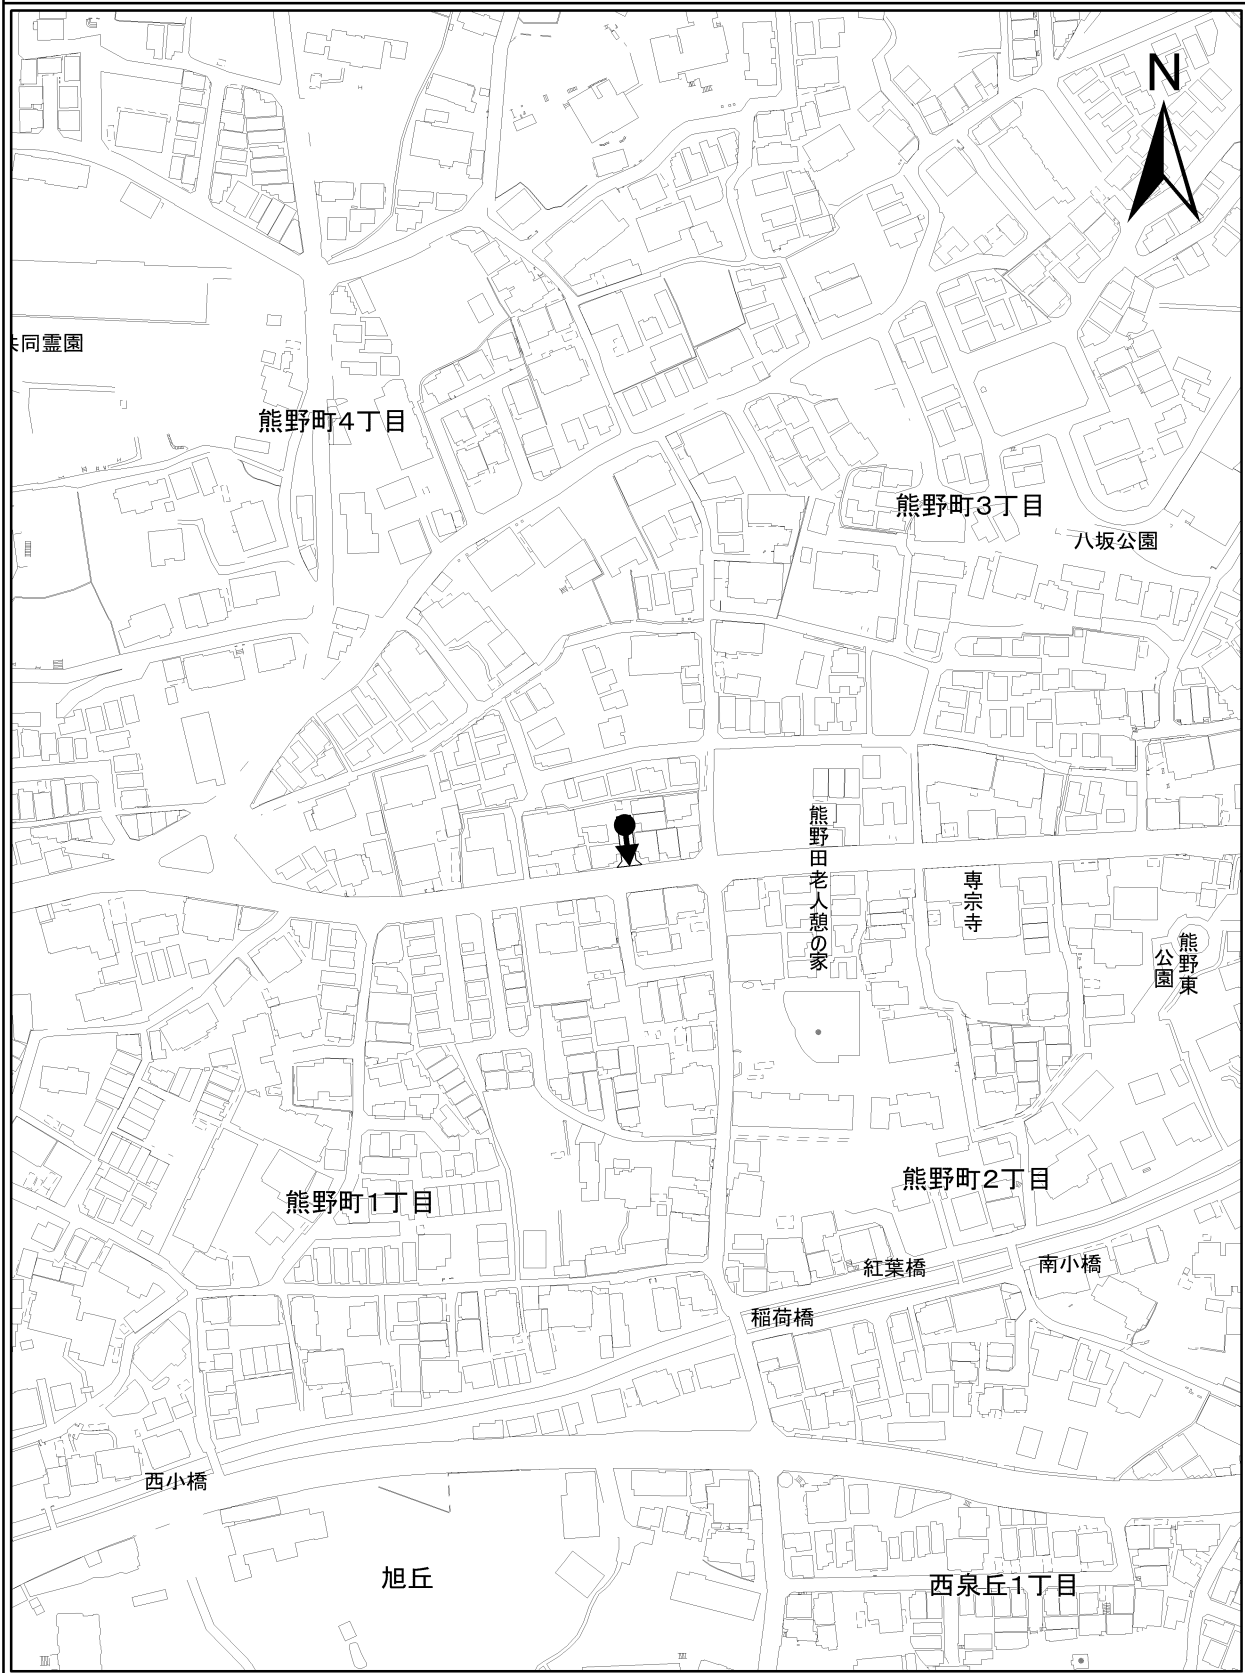 N
共同霊園
熊野町4丁目
熊野町3丁目
八坂公園
熊野田老人憩の家
専宗寺
熊野東
公園
熊野町1丁目
熊野町2丁目
紅葉橋
南小橋
稲荷橋
西小橋
旭丘
西泉丘1丁目